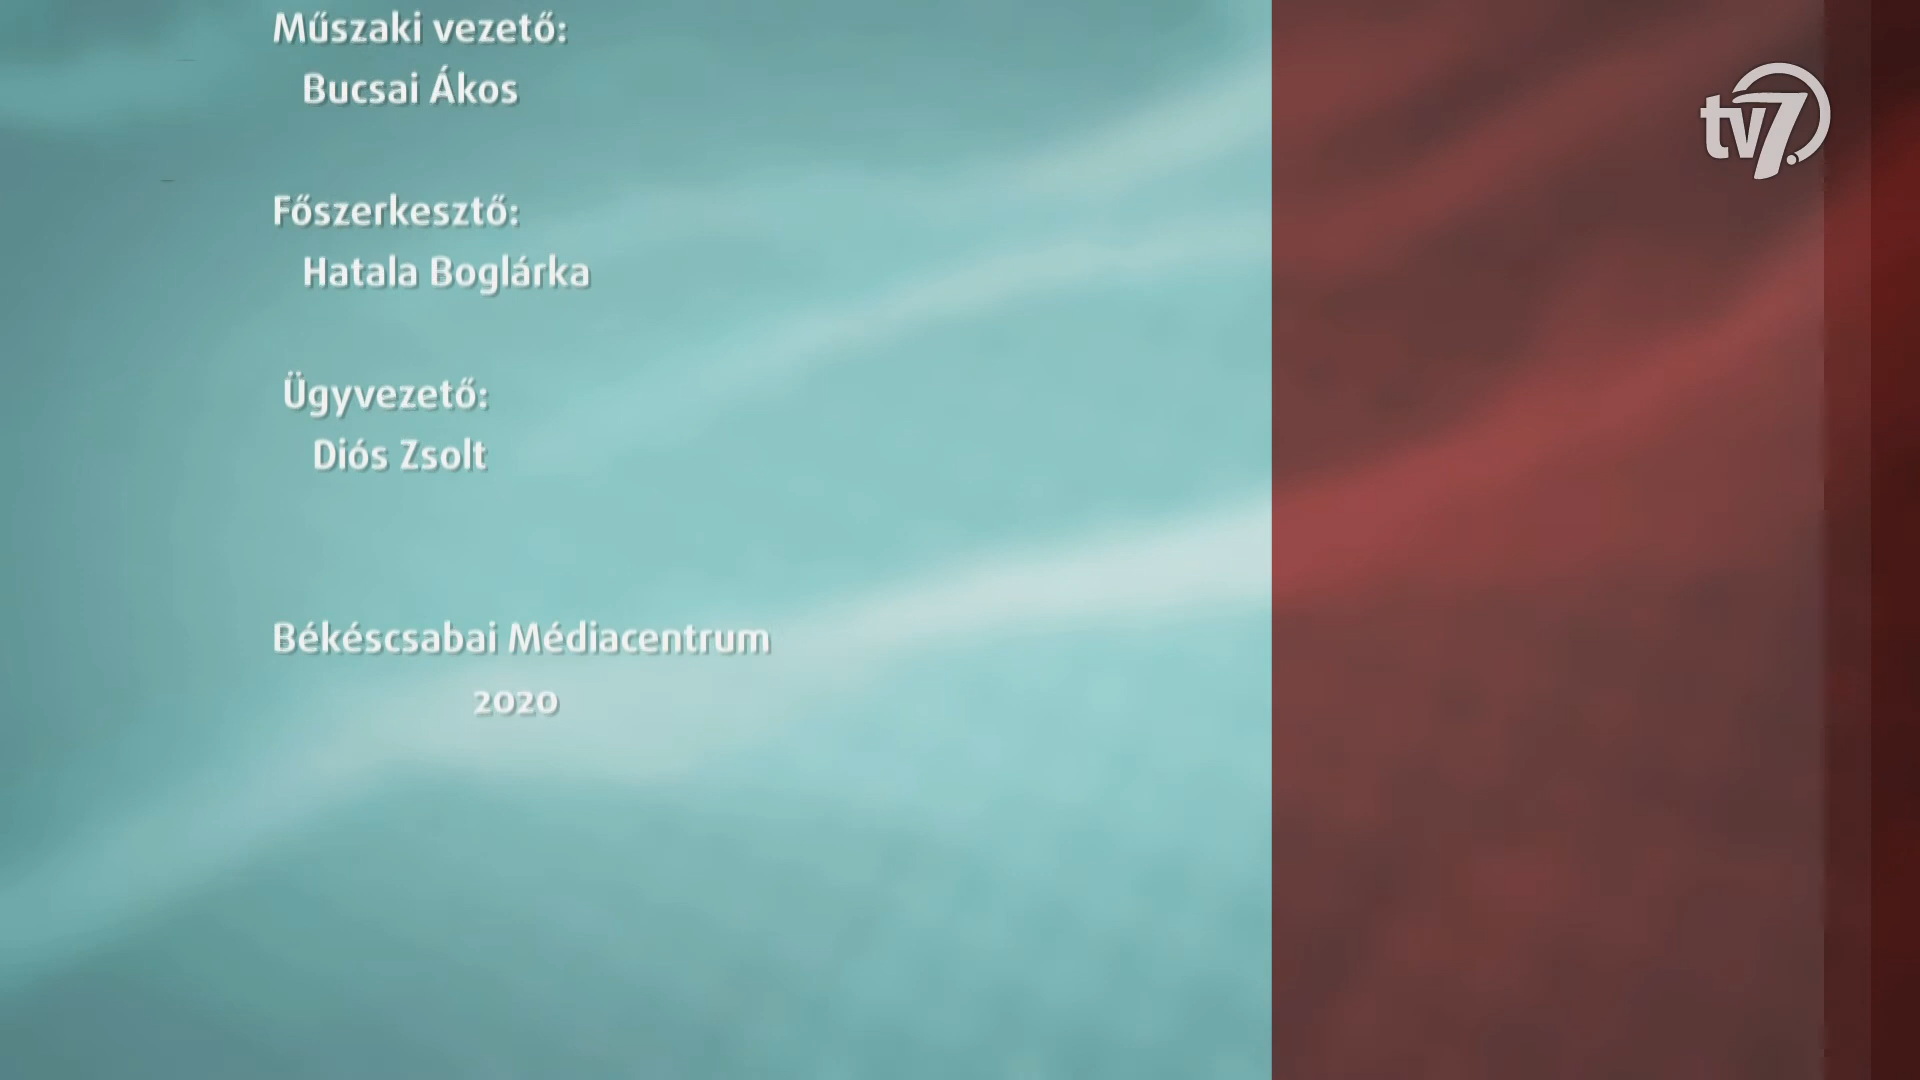 Műszaki vezető:
Bucsai Ákos
Főszerkesztő:
Hatala Boglárka
Ügyvezető:
Diós Zsolt
Békéscsabai Médiacentrum
2020
tv7.